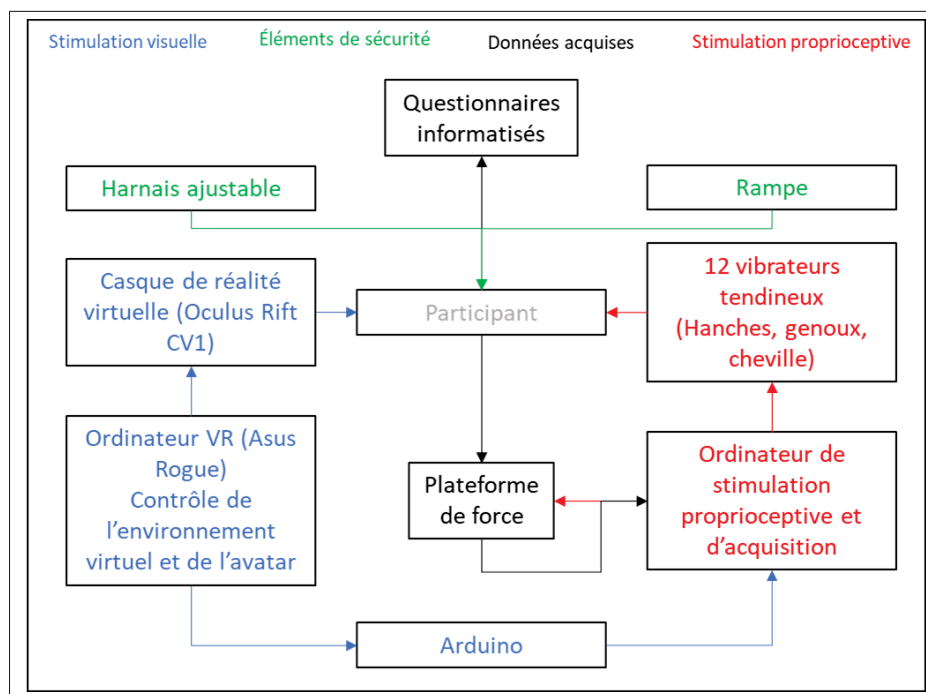 Stimulation visuelle
Éléments de sécurité
Données acquises
Stimulation proprioceptive
Questionnaires
informatisés
Harnais ajustable
Rampe
Casque de réalité
virtuelle (Oculus Rift
CV1)
Participant
12 vibrateurs
tendineux
(Hanches, genoux,
cheville)
Ordinateur VR (Asus
Rogue)
Contrôle de
l'environnement
virtuel et de l'avatar
Plateforme
de force
Ordinateur de
stimulation
proprioceptive et
d'acquisition
Arduino